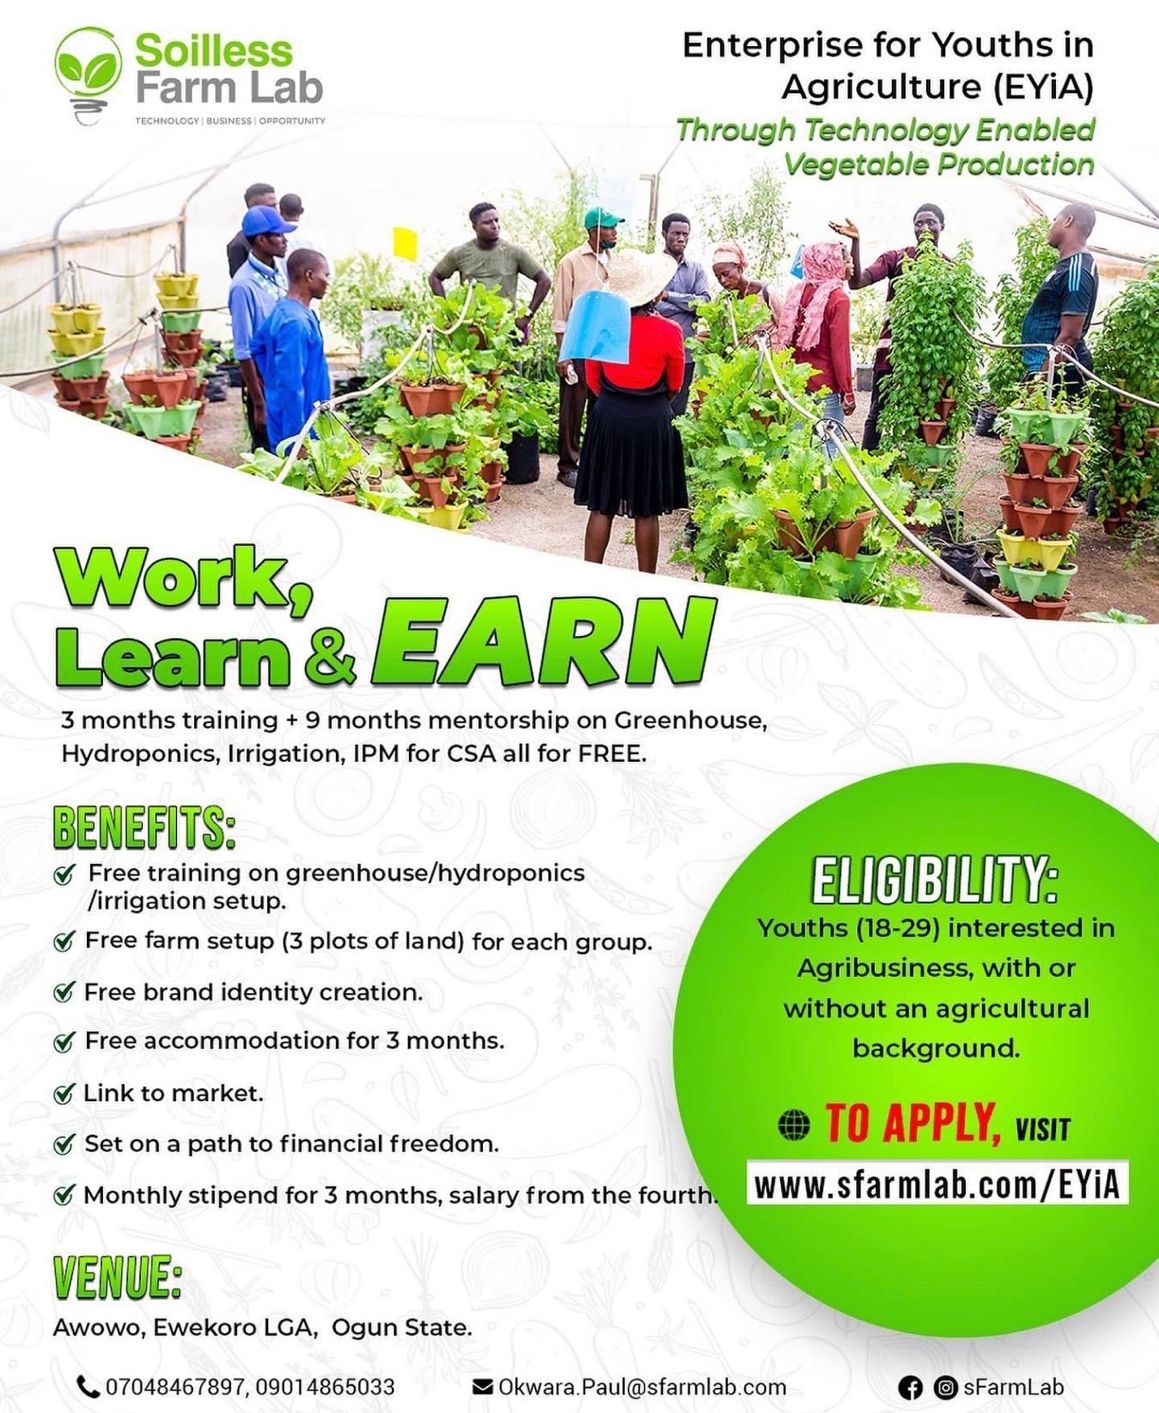 Soilless
Farm Lab
TECHNOLOGY | BUSINESS | OPPORTUNITY
Enterprise for Youths in
Agriculture (EYiA)
Through Technology Enabled
Vegetable Production
Work,
Learn & EARN
3 months training + 9 months mentorship on Greenhouse,
Hydroponics, Irrigation, IPM for CSA all for FREE.
BENEFITS:
Free training on greenhouse/hydroponics
/irrigation setup.
Free farm setup (3 plots of land) for each group.
Free brand identity creation.
Free accommodation for 3 months.
Link to market.
Set on a path to financial freedom.
Monthly stipend for 3 months, salary from the fourth.
ELIGIBILITY:
Youths (18-29) interested in
Agribusiness, with or
without an agricultural
background.
TO APPLY, VISIT
www.sfarmlab.com/EYiA
VENUE:
Awowo, Ewekoro LGA, Ogun State.
07048467897, 09014865033
Okwara.Paul@sfarmlab.com
sFarmLab